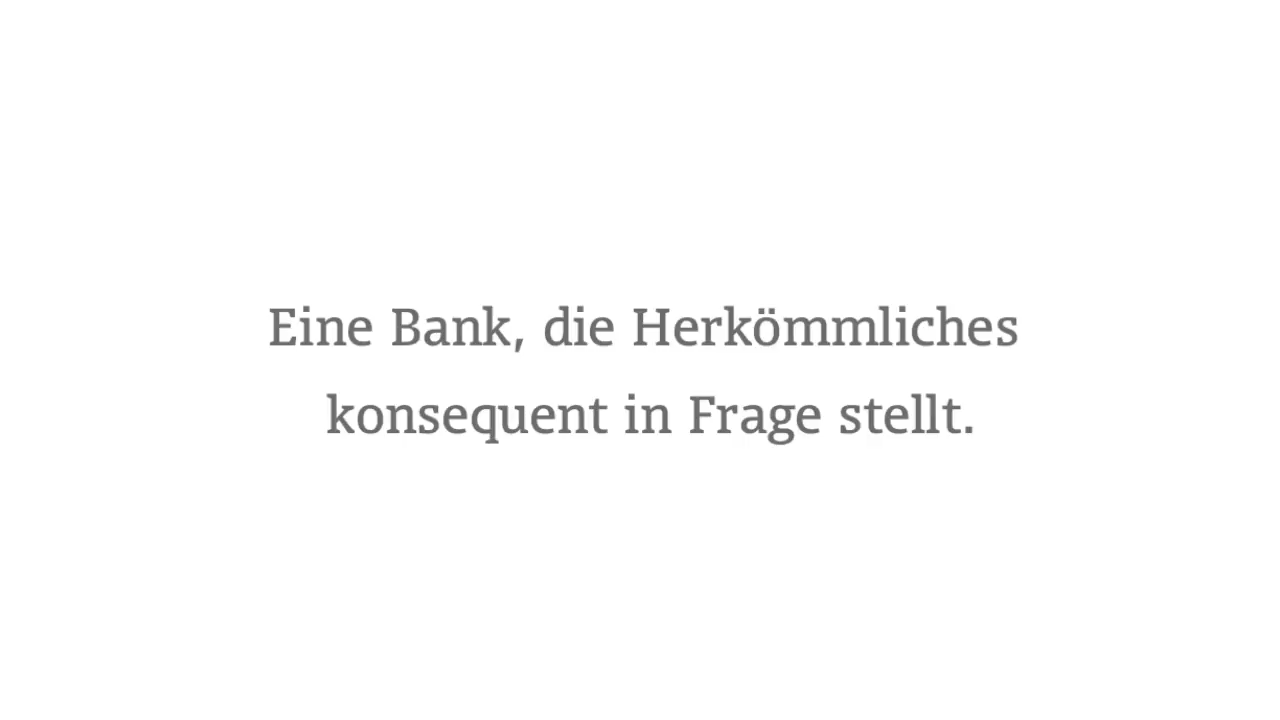 Eine Bank, die Herkömmliches
konsequent in Frage stellt.